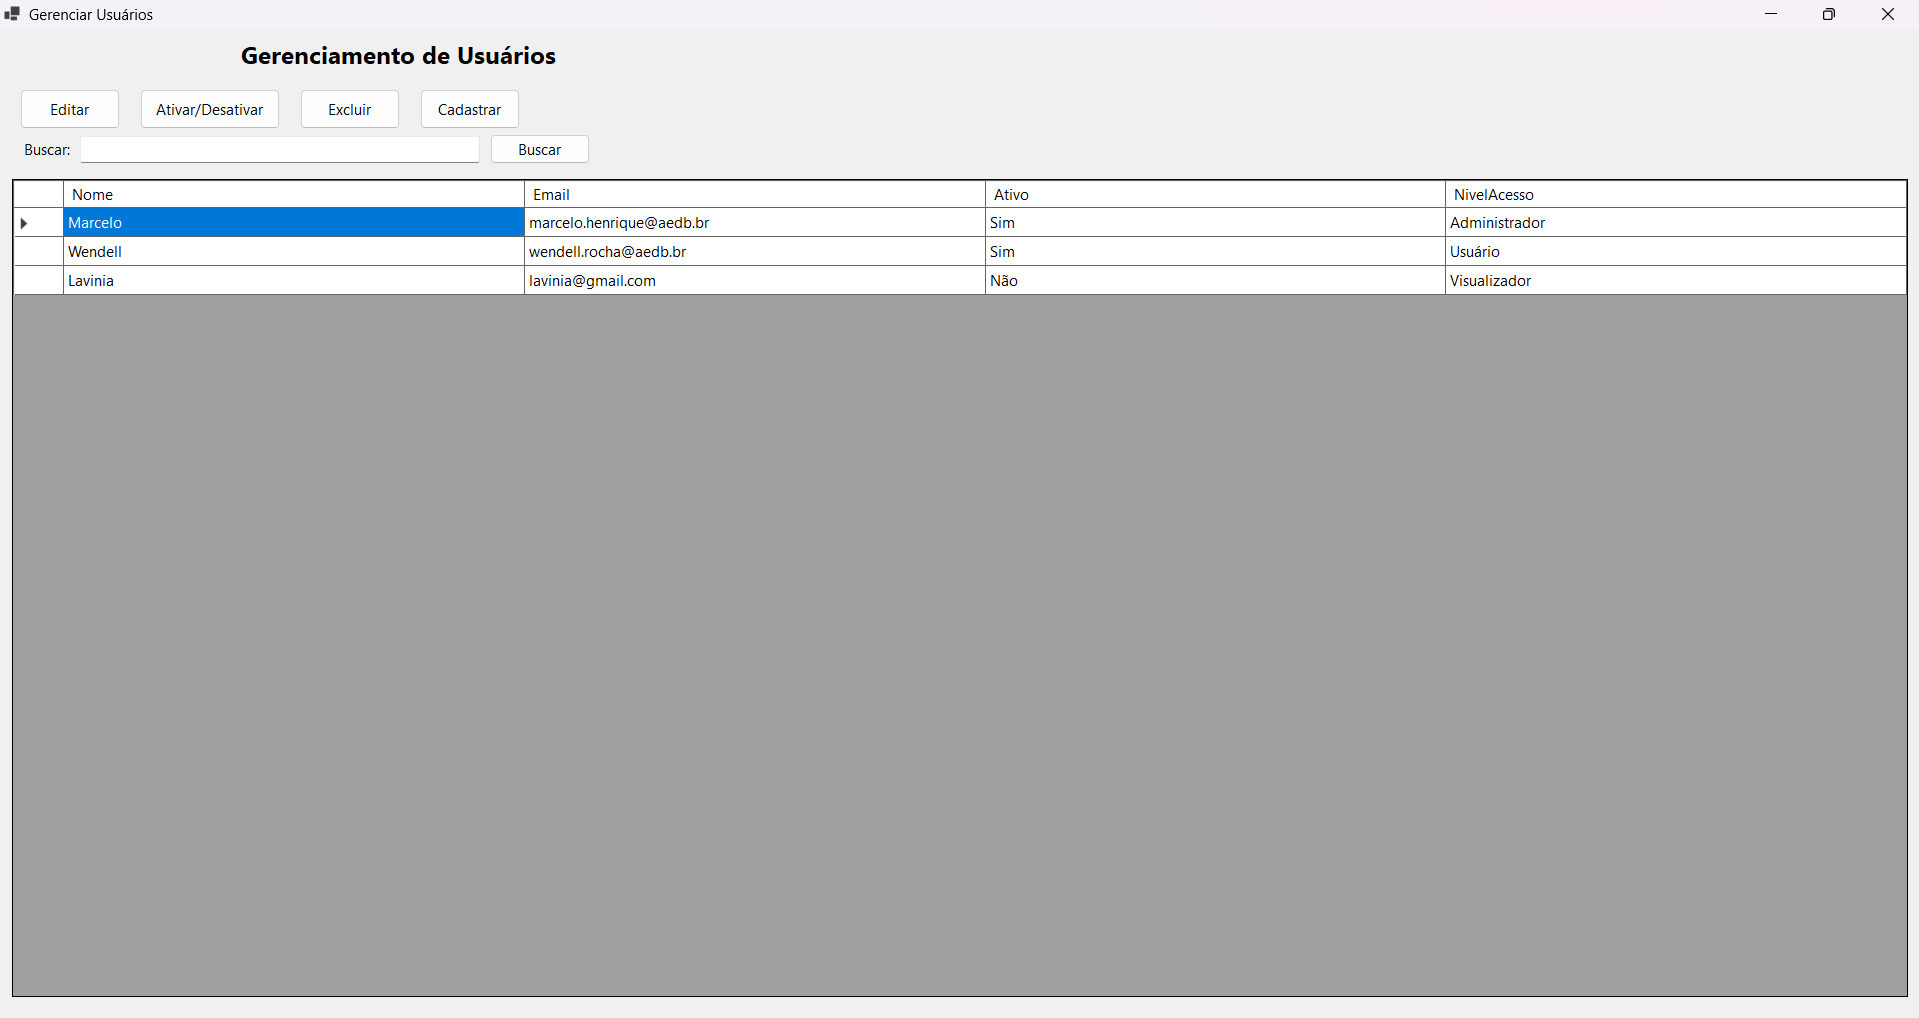 Gerenciar Usuários
Gerenciamento de Usuários
Editar Ativar/Desativar Excluir Cadastrar
Buscar: Buscar
Nome Email Ativo NivelAcesso
Marcelo marcelo.henrique@aedb.br Sim Administrador
Wendell wendell.rocha@aedb.br Sim Usuário
Lavinia lavinia@gmail.com Não Visualizador